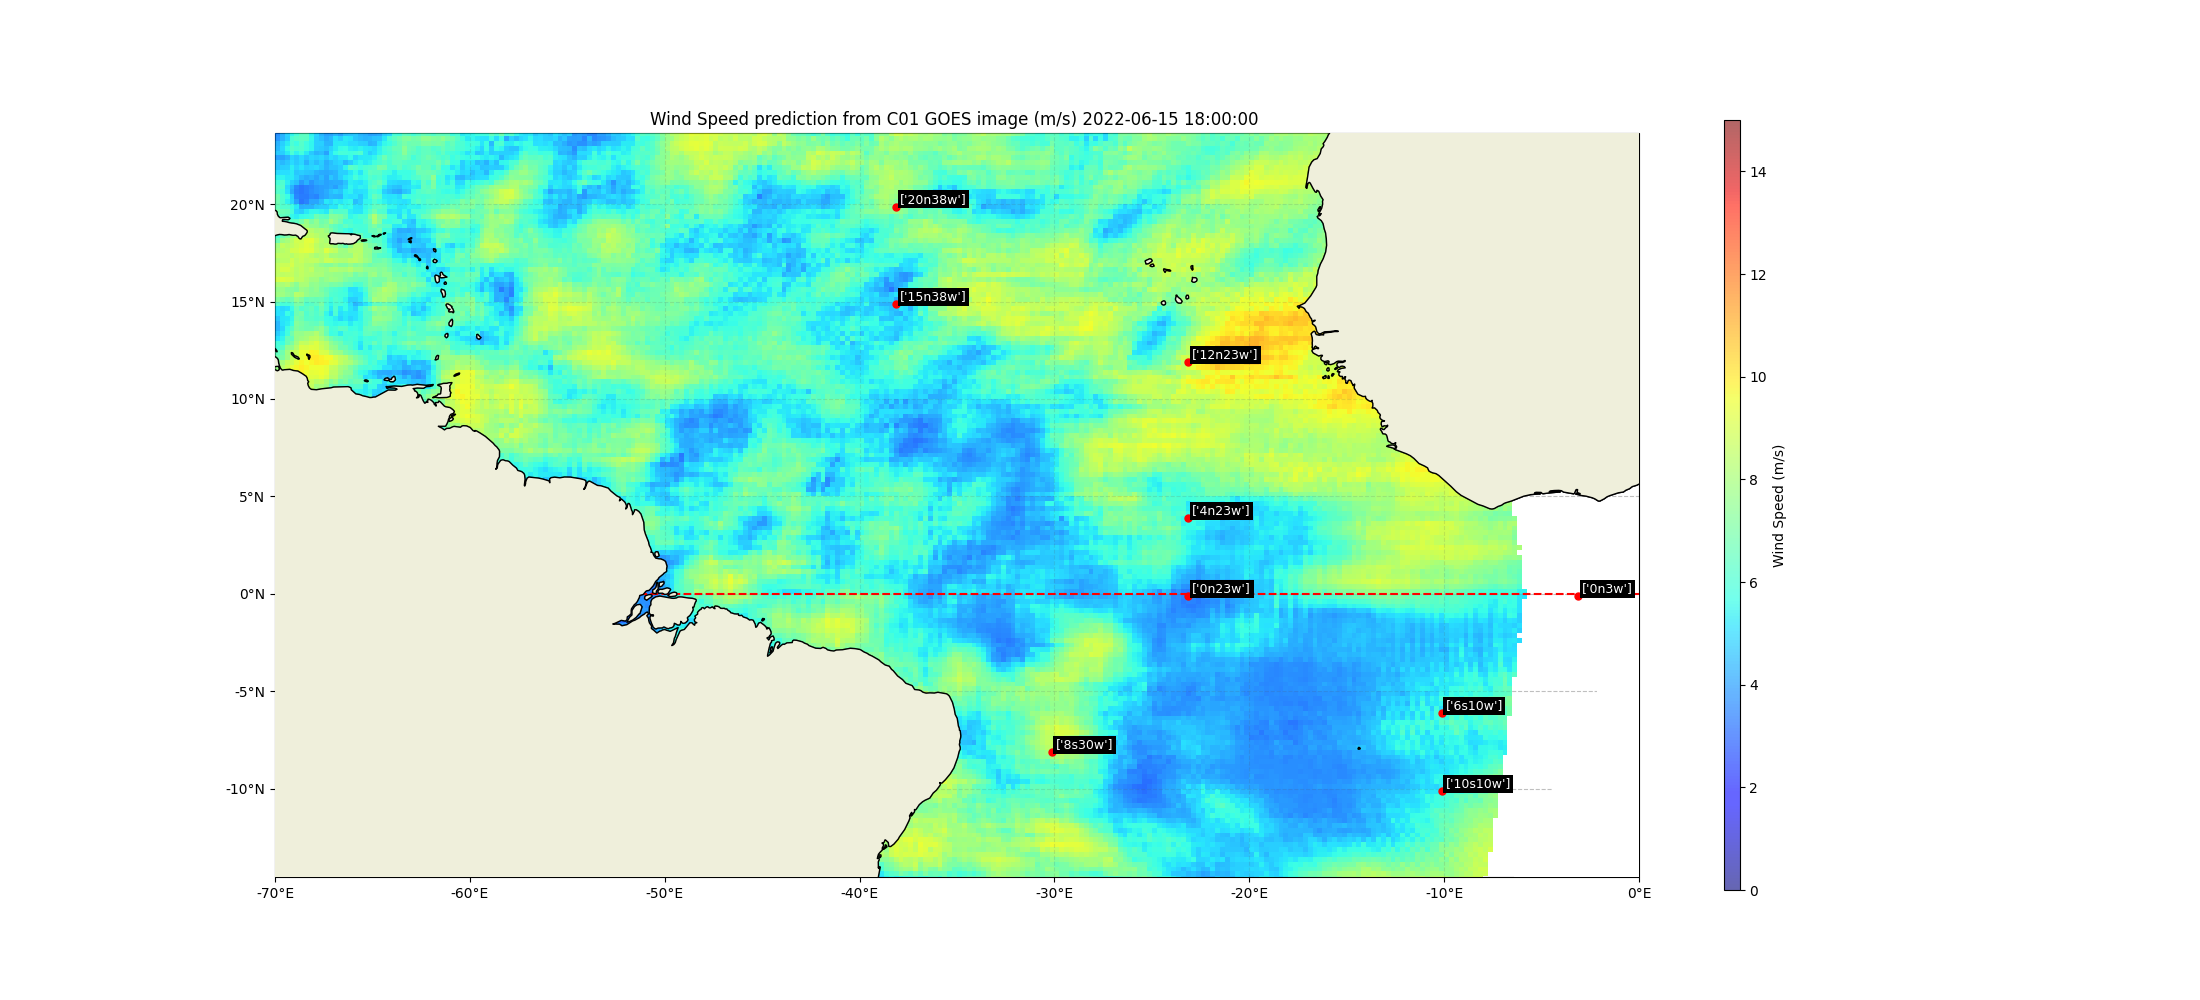 Wind Speed prediction from C01 GOES image (m/s) 2022-06-15 18:00:00
20°N
15°N
10°N
5°N
0°N
-5°N
-10°N
['20n38w']
['15n38w']
['12n23w']
['4n23w']
['0n23w']
['0n3w']
['6s10w']
['8s30w']
['10s10w']
-70°E
-60°E
-50°E
-40°E
-30°E
-20°E
-10°E
0°E
14
12
10
8
6
4
2
0
Wind Speed (m/s)